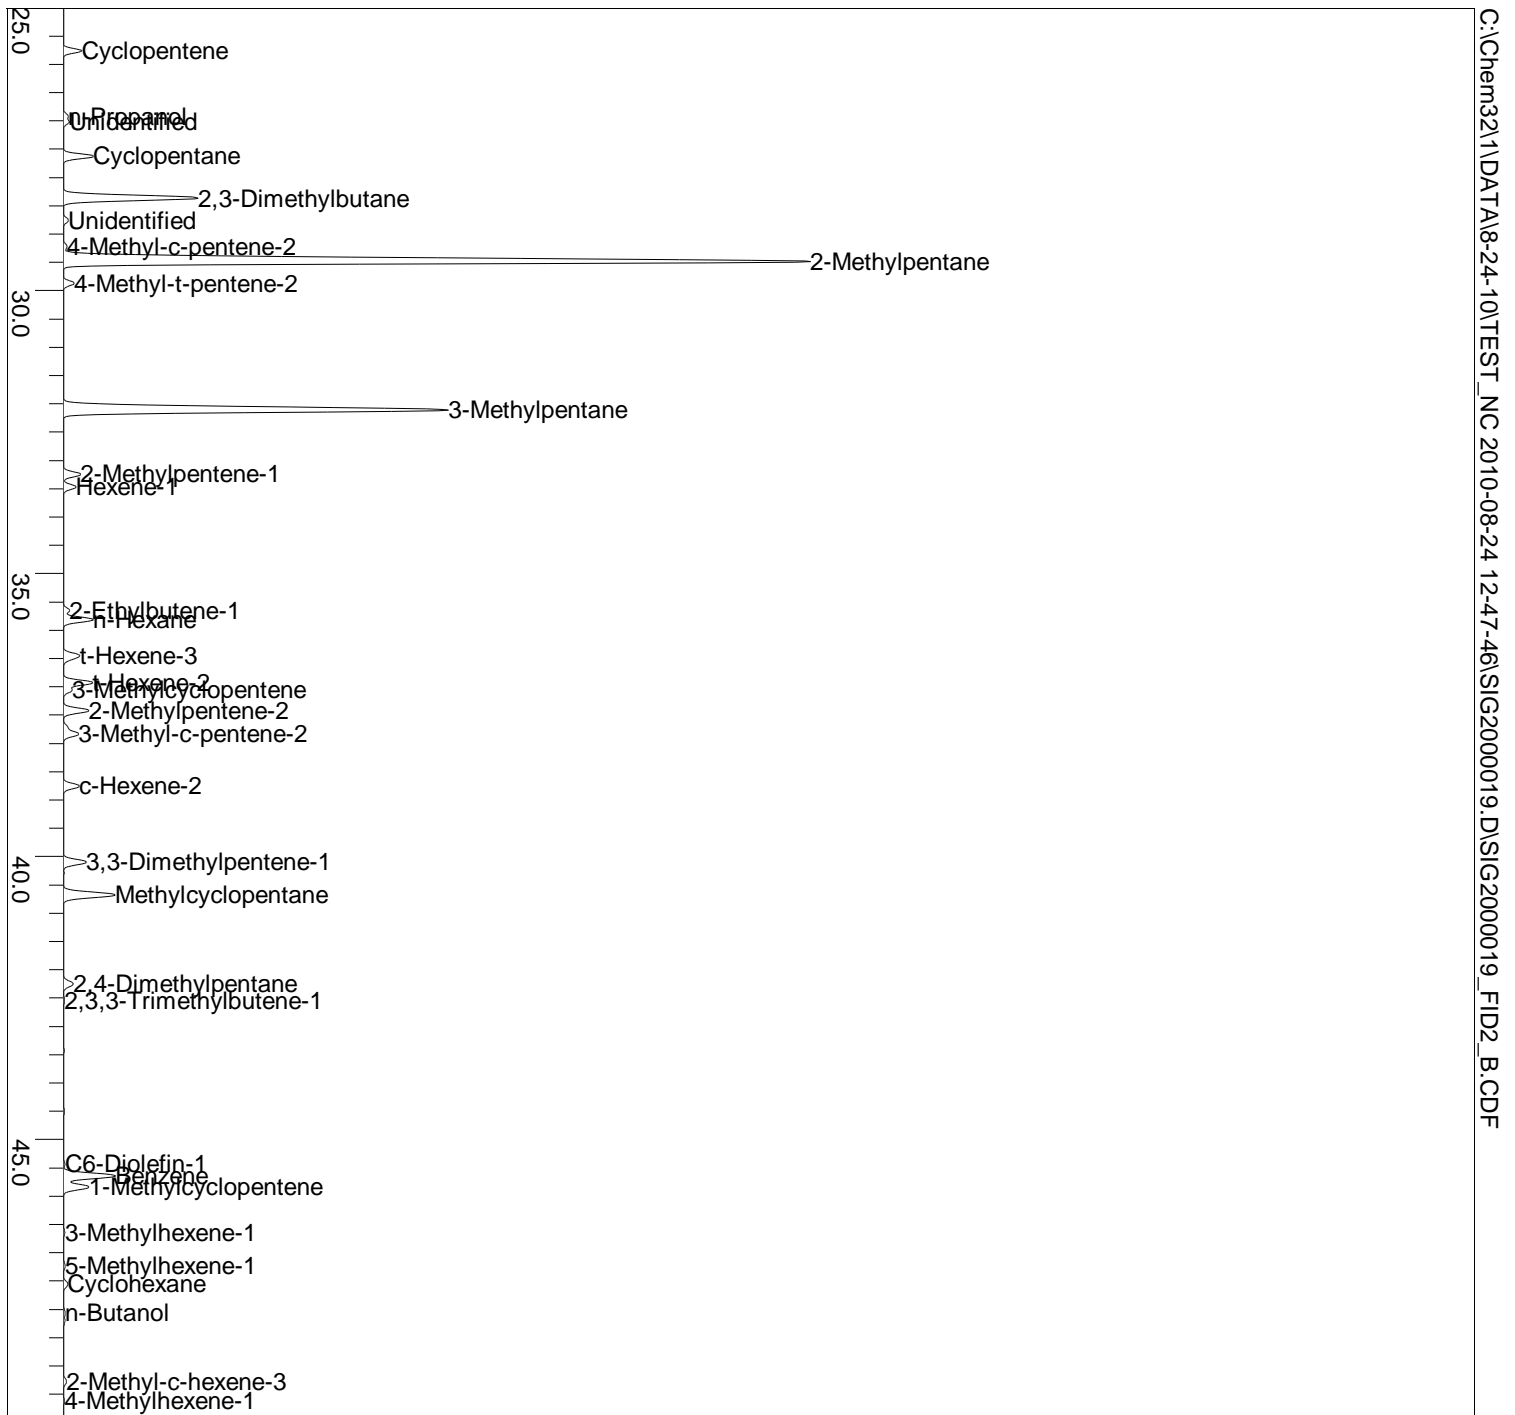 C:\Chem32\1\DATA\8-24-10\TEST_NC 2010-08-24 12-47-46\SIG2000019.D\SIG2000019_FID2_B.CDF
25.0
Cyclopentene
n-Propanol
Unidentified
Cyclopentane
2,3-Dimethylbutane
Unidentified
4-Methyl-c-pentene-2
2-Methylpentane
4-Methyl-t-pentene-2
30.0
3-Methylpentane
2-Methylpentene-1
Hexene-1
35.0
2-Ethylbutene-1
n-Hexane
t-Hexene-3
t-Hexene-2
3-Methylcyclopentene
2-Methylpentene-2
3-Methyl-c-pentene-2
c-Hexene-2
40.0
3,3-Dimethylpentene-1
Methylcyclopentane
2,4-Dimethylpentane
2,3,3-Trimethylbutene-1
45.0
C6-Diolefin-1
Benzene
1-Methylcyclopentene
3-Methylhexene-1
5-Methylhexene-1
Cyclohexane
n-Butanol
2-Methyl-c-hexene-3
4-Methylhexene-1